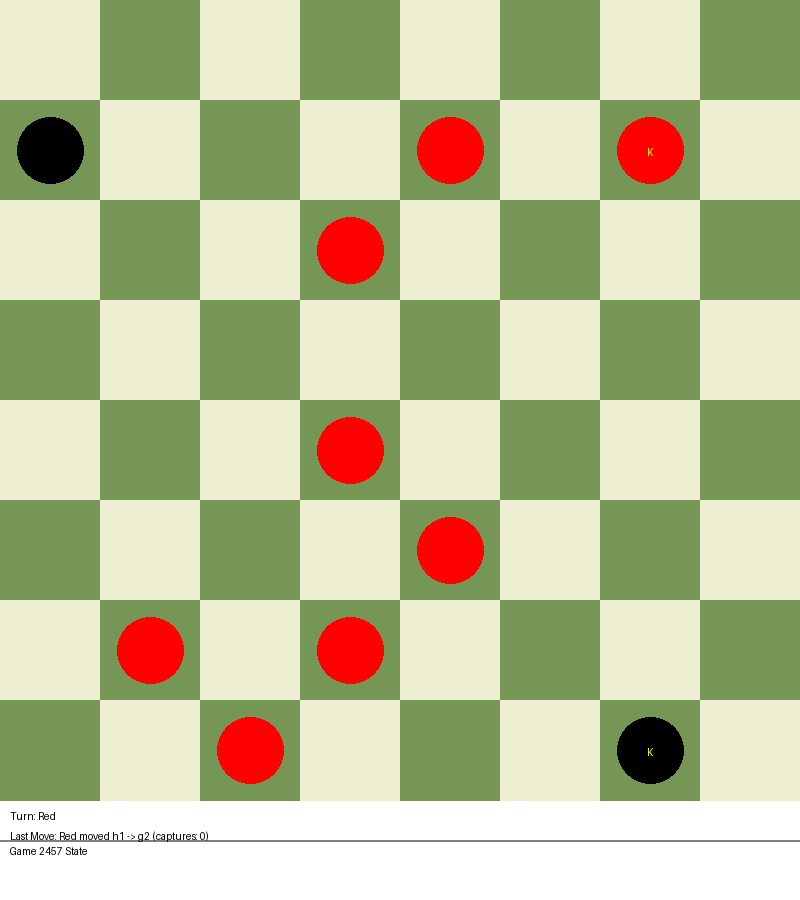 K
K
Turn: Red
Last Move: Red moved h1 -> g2 (captures: 0)
Game 2457 State